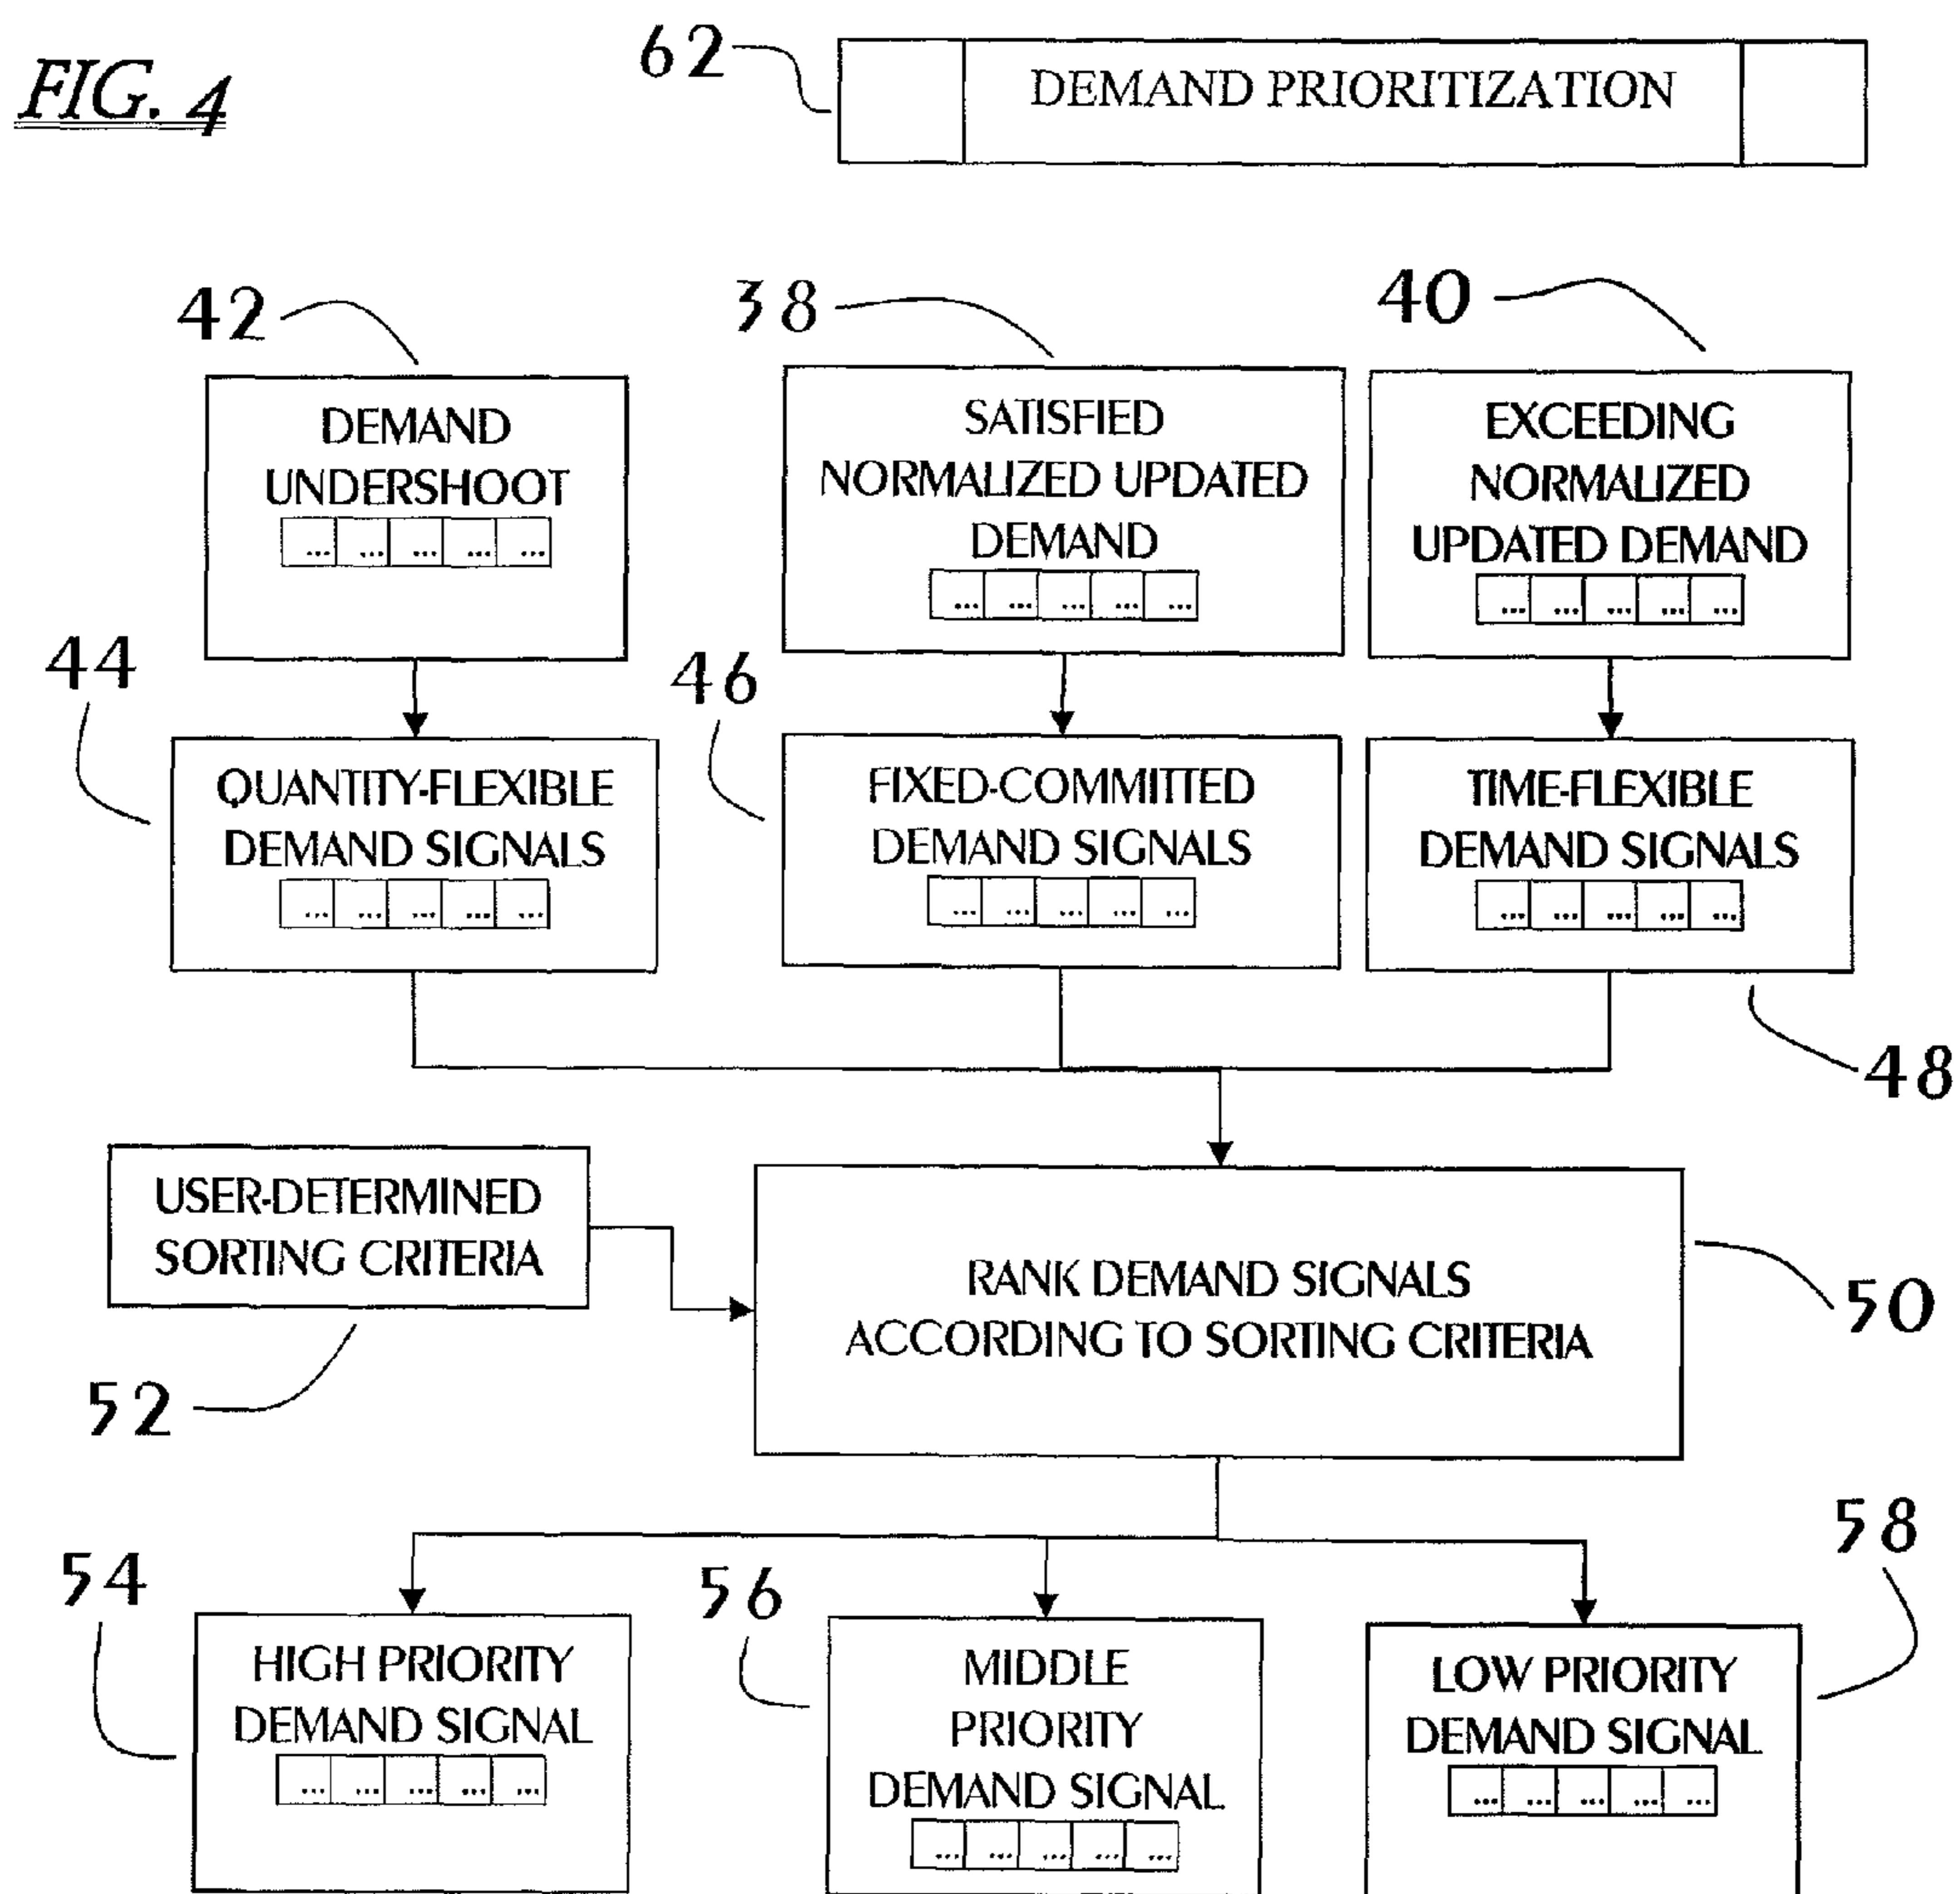 FIG. 4
62
DEMAND PRIORITIZATION
42
38
40
DEMAND
UNDERSHOOT
... ... ... ... ...
SATISFIED
NORMALIZED UPDATED
DEMAND
... ... ... ... ...
EXCEEDING
NORMALIZED
UPDATED DEMAND
... ... ... ... ...
44
46
QUANTITY-FLEXIBLE
DEMAND SIGNALS
... ... ... ... ...
FIXED-COMMITTED
DEMAND SIGNALS
... ... ... ... ...
TIME-FLEXIBLE
DEMAND SIGNALS
... ... ... ... ...
48
USER-DETERMINED
SORTING CRITERIA
52
RANK DEMAND SIGNALS
ACCORDING TO SORTING CRITERIA
50
54
56
58
HIGH PRIORITY
DEMAND SIGNAL
... ... ... ... ...
MIDDLE
PRIORITY
DEMAND SIGNAL
... ... ... ... ...
LOW PRIORITY
DEMAND SIGNAL
... ... ... ... ...